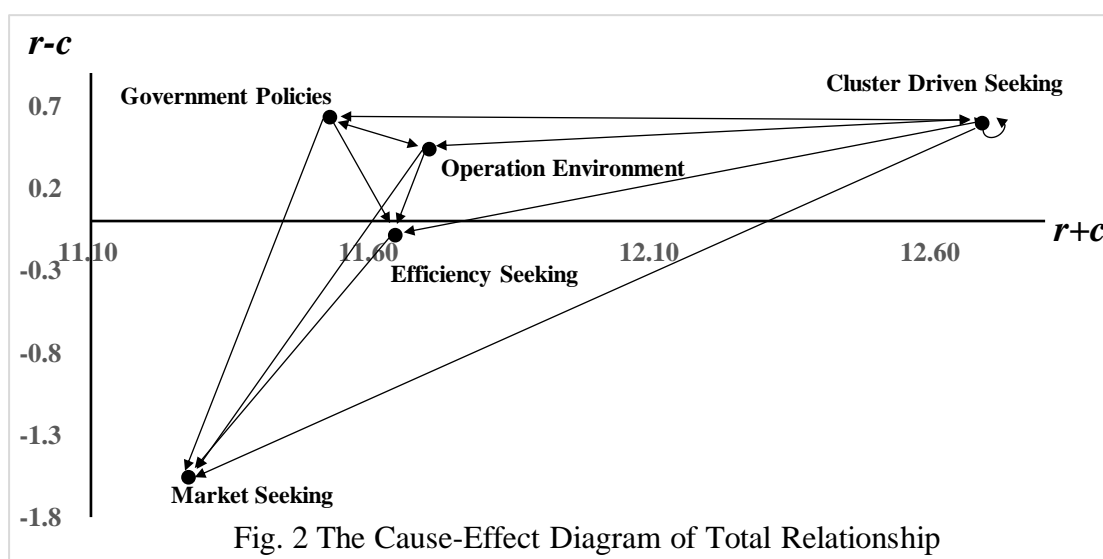 r-c
Cluster Driven Seeking
Government Policies
0.7
Operation Environment
0.2
r+c
11.10
11.60
12.10
12.60
-0.3
Efficiency Seeking
-0.8
-1.3
Market Seeking
-1.8
Fig. 2 The Cause-Effect Diagram of Total Relationship